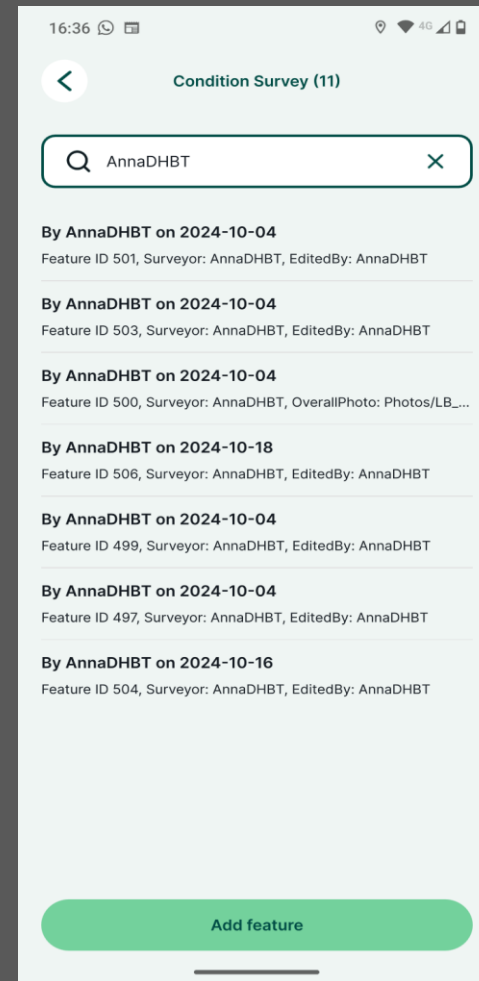 16:36
4G
Condition Survey (11)
AnnaDHBT
By AnnaDHBT on 2024-10-04
Feature ID 501, Surveyor: AnnaDHBT, EditedBy: AnnaDHBT
By AnnaDHBT on 2024-10-04
Feature ID 503, Surveyor: AnnaDHBT, EditedBy: AnnaDHBT
By AnnaDHBT on 2024-10-04
Feature ID 500, Surveyor: AnnaDHBT, OverallPhoto: Photos/LB_...
By AnnaDHBT on 2024-10-18
Feature ID 506, Surveyor: AnnaDHBT, EditedBy: AnnaDHBT
By AnnaDHBT on 2024-10-04
Feature ID 499, Surveyor: AnnaDHBT, EditedBy: AnnaDHBT
By AnnaDHBT on 2024-10-04
Feature ID 497, Surveyor: AnnaDHBT, EditedBy: AnnaDHBT
By AnnaDHBT on 2024-10-16
Feature ID 504, Surveyor: AnnaDHBT, EditedBy: AnnaDHBT
Add feature